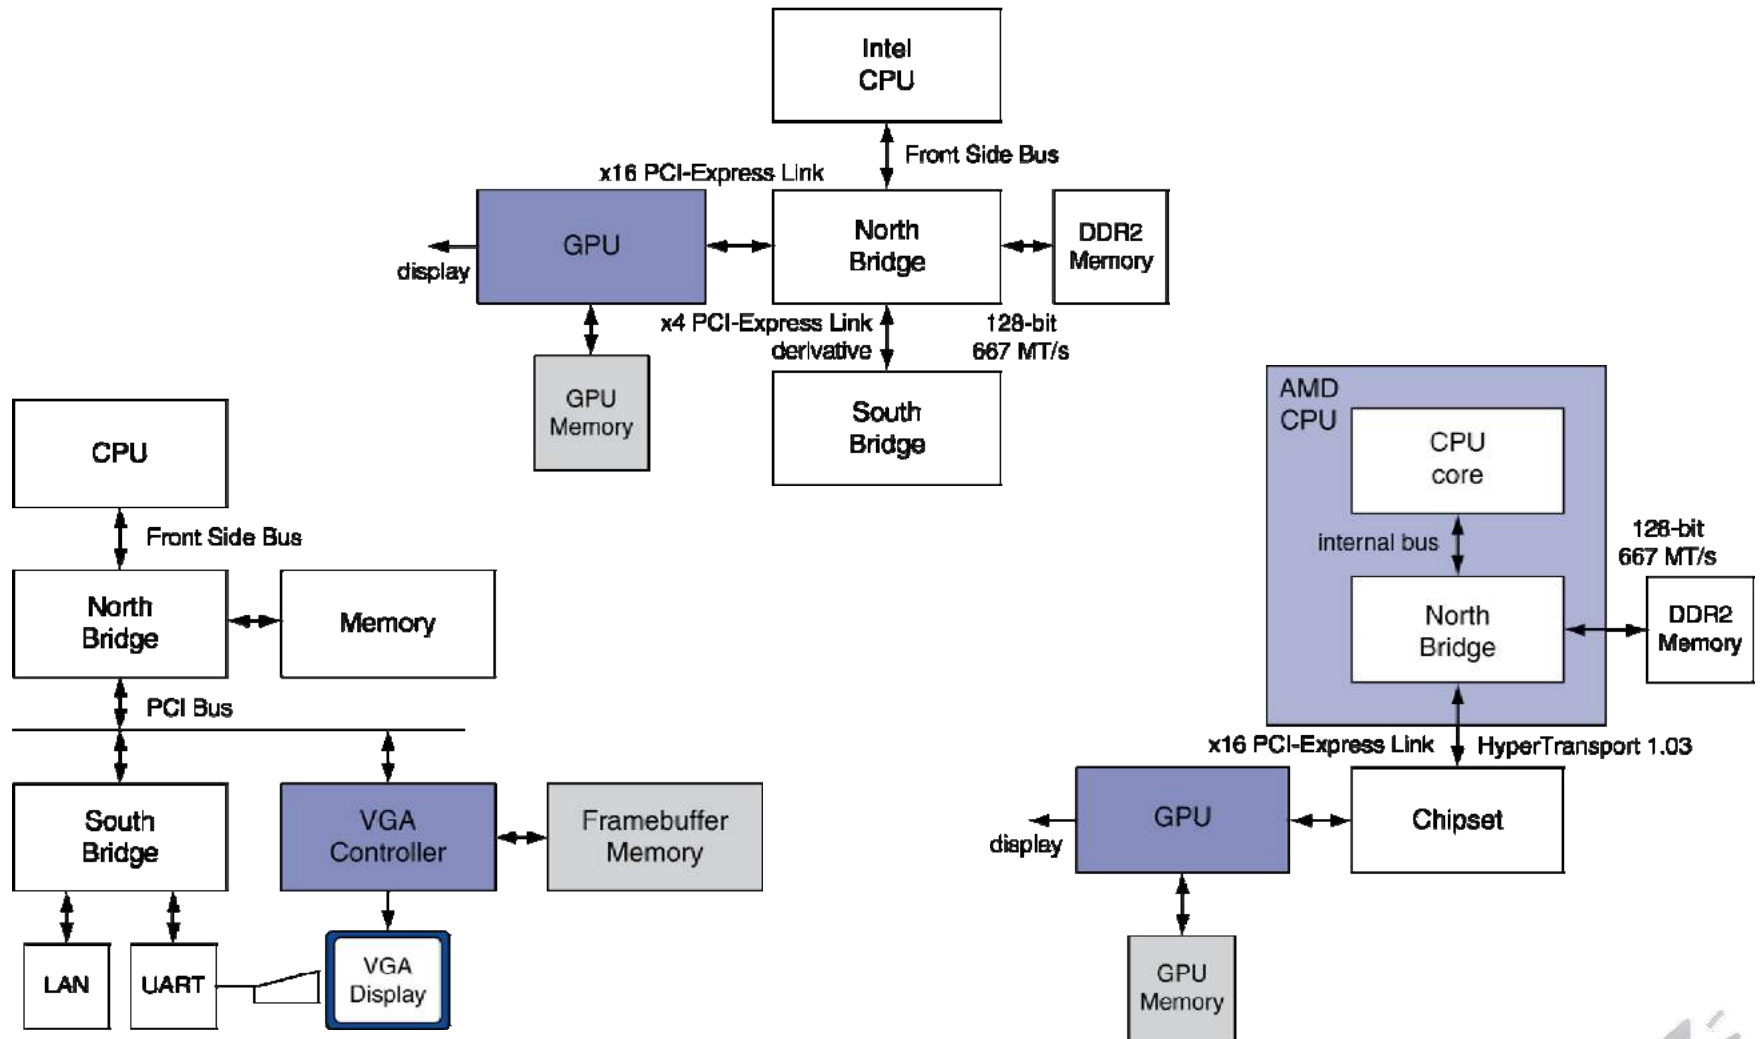 Intel
CPU
Front Side Bus
x16 PCI-Express Link
GPU
North
Bridge
DDR2
Memory
display
x4 PCI-Express Link
derivative
128-bit
667 MT/s
GPU
Memory
South
Bridge
CPU
Front Side Bus
North
Bridge
Memory
PCI Bus
South
Bridge
VGA
Controller
Framebuffer
Memory
LAN
UART
VGA
Display
AMD
CPU
CPU
core
internal bus
128-bit
667 MT/s
North
Bridge
DDR2
Memory
x16 PCI-Express Link
HyperTransport 1.03
GPU
Chipset
display
GPU
Memory